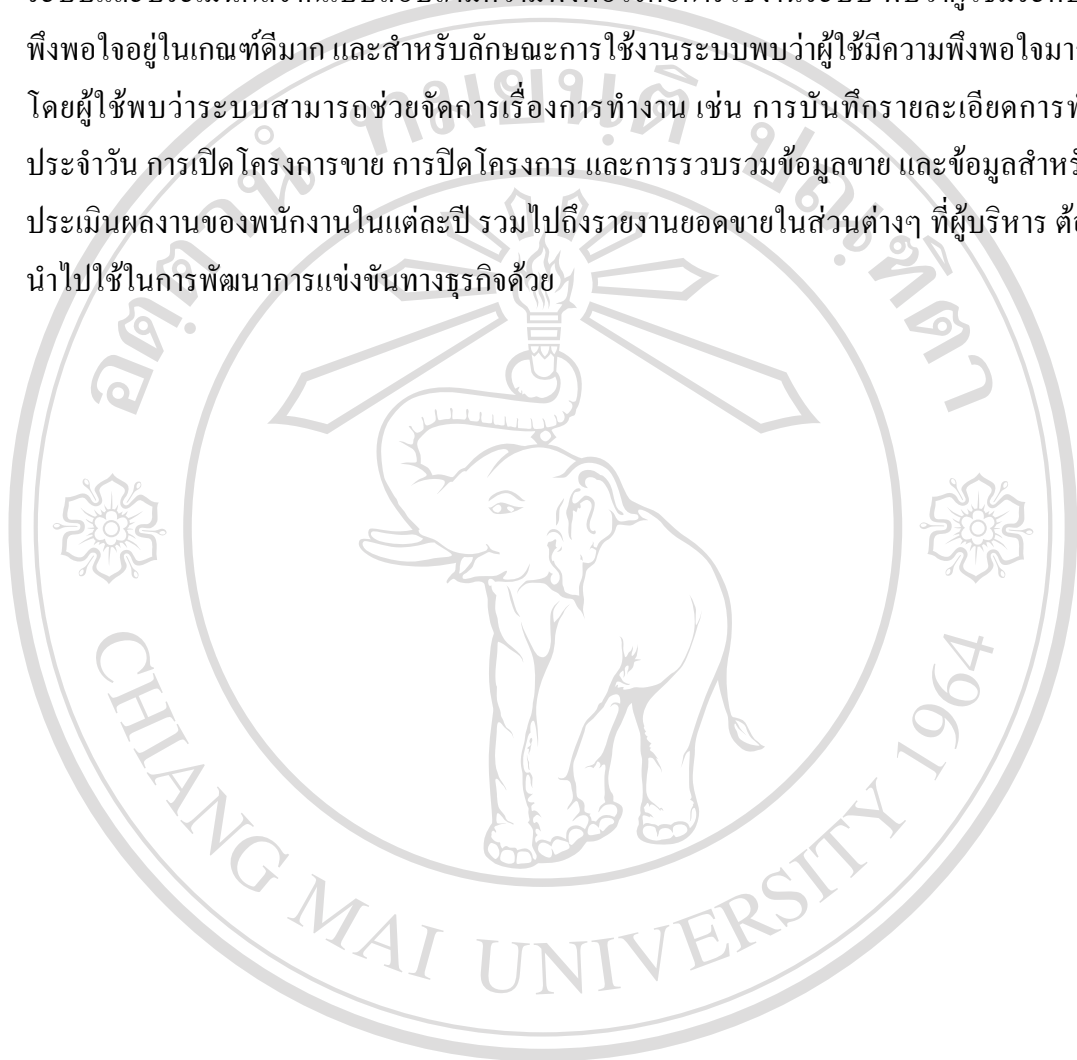 พึงพอใจอยู่ในเกณฑ์ดีมาก และสำหรับลักษณะการใช้งานระบบพบว่าผู้ใช้มีความพึงพอใจมา
โดยผู้ใช้พบว่าระบบสามารถช่วยจัดการเรื่องการทำงาน เช่น การบันทึกรายละเอียดการ
ประจำวัน การเปิดโครงการขาย การปิดโครงการ และการรวบรวมข้อมูลขาย และข้อมูลสำหร
ประเมินผลงานของพนักงานในแต่ละปี รวมไปถึงรายงานยอดขายในส่วนต่างๆ ที่ผู้บริหาร
นำไปใช้ในการพัฒนาการแข่งขันทางธุรกิจด้วย
อตฺตานํ ทมยนฺติ ปณฺฑิตา
CHIANG MAI UNIVERSITY 1964